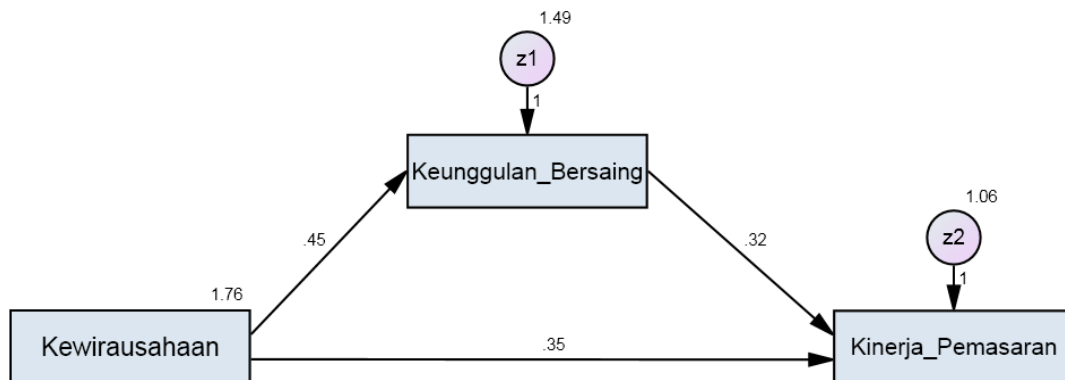 1.49
z1
1
Keunggulan_Bersaing
1.06
z2
.45
.32
1
1.76
Kewirausahaan
.35
Kinerja_Pemasaran